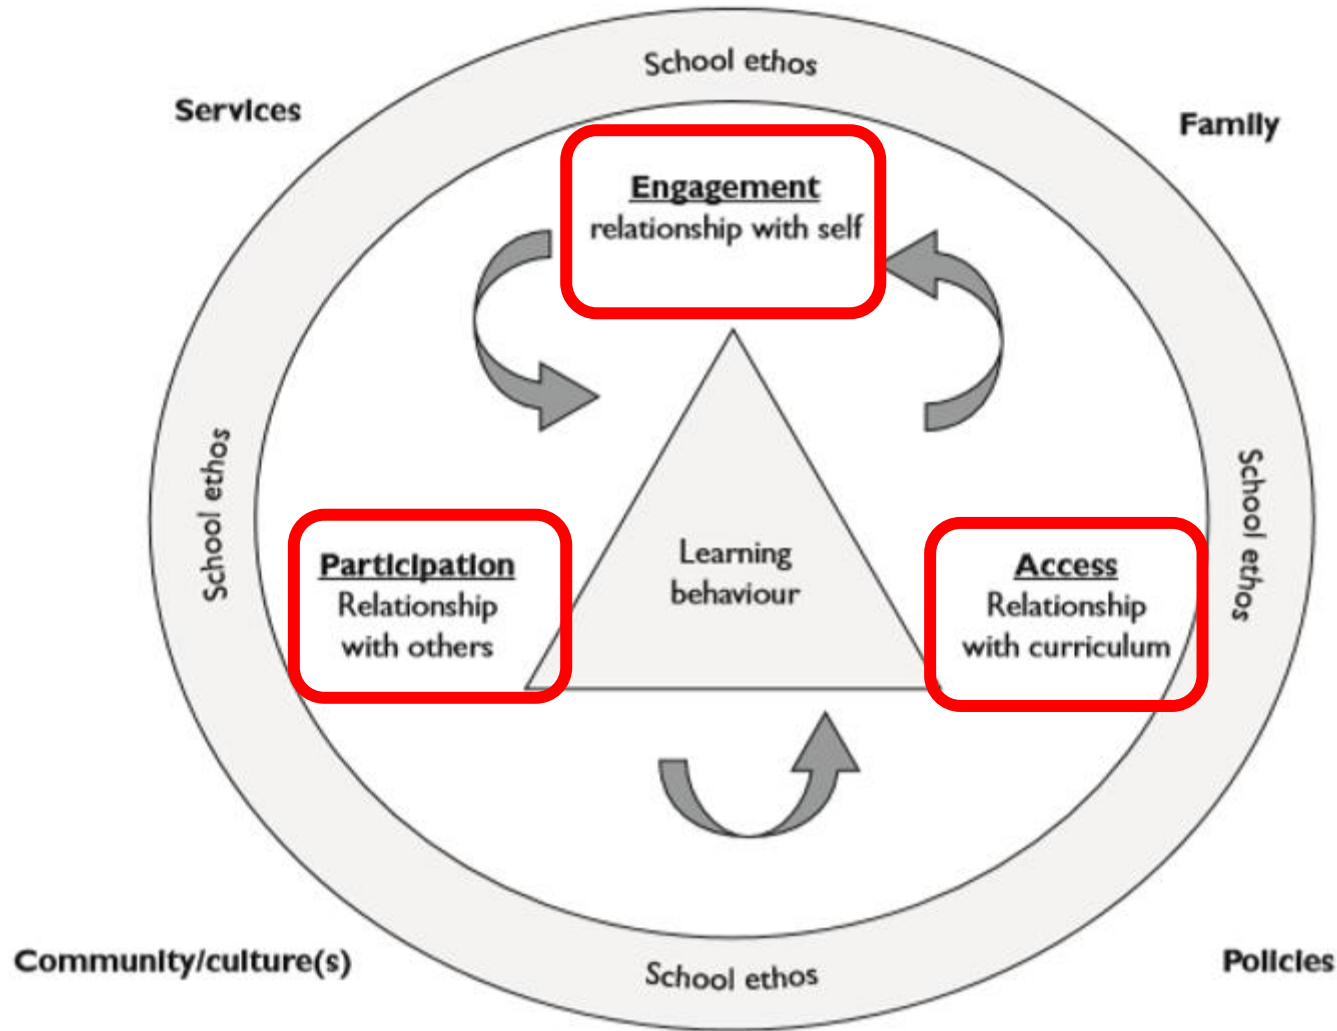 School ethos
Services
Family
Engagement
relationship with self
School ethos
School ethos
Participation
Relationship
with others
Learning
behaviour
Access
Relationship
with curriculum
Community/culture(s)
School ethos
Policies